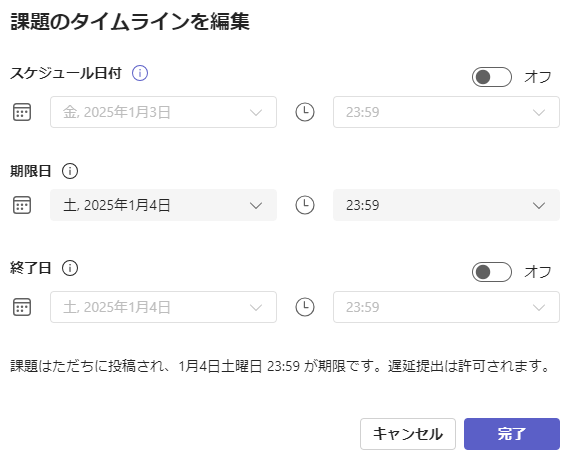 課題のタイムラインを編集
スケジュール日付
オフ
金, 2025年1月3日
23:59
期限日
土, 2025年1月4日
23:59
終了日
オフ
土, 2025年1月4日
23:59
課題はただちに投稿され、1月4日土曜日 23:59 が期限です。遅延提出は許可されます。
キャンセル 完了